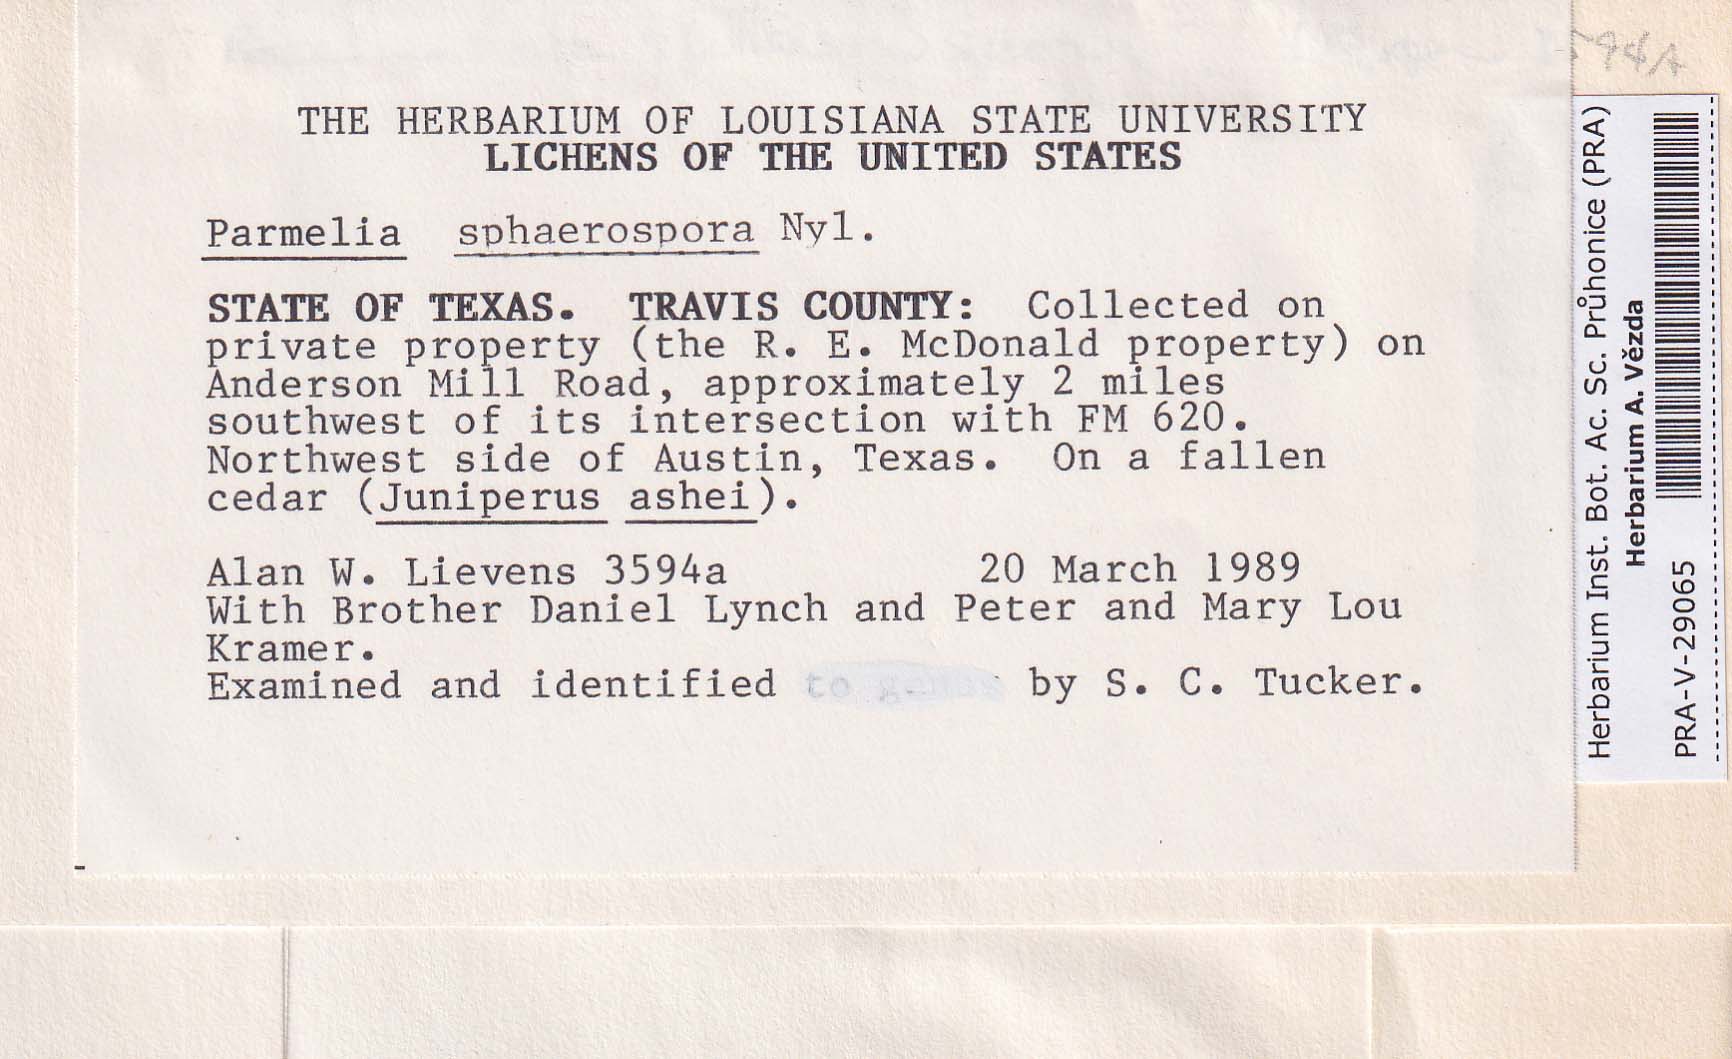 THE HERBARIUM OF LOUISIANA STATE UNIVERSITY
LICHENS OF THE UNITED STATES
Parmelia sphaerospora Nyl.
STATE OF TEXAS. TRAVIS COUNTY: Collected on
private property (the R. E. McDonald property) on
Anderson Mill Road, approximately 2 miles
southwest of its intersection with FM 620.
Northwest side of Austin, Texas. On a fallen
cedar (Juniperus ashei).
Alan W. Lievens 3594a 20 March 1989
With Brother Daniel Lynch and Peter and Mary Lou
Kramer.
Examined and identified to genus by S. C. Tucker.
Herbarium Inst. Bot. Ac. Sc. Průhonice (PRA)
Herbarium A. Vězda
PRA-V-29065